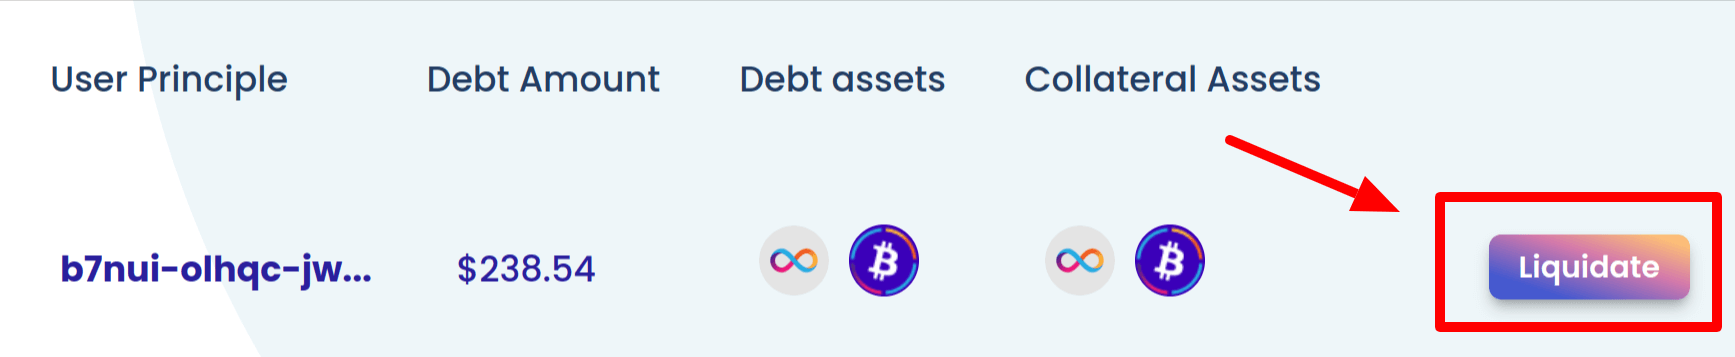 User Principle Debt Amount Debt assets Collateral Assets
b7nui-olhqc-jw... $238.54 Liquidate